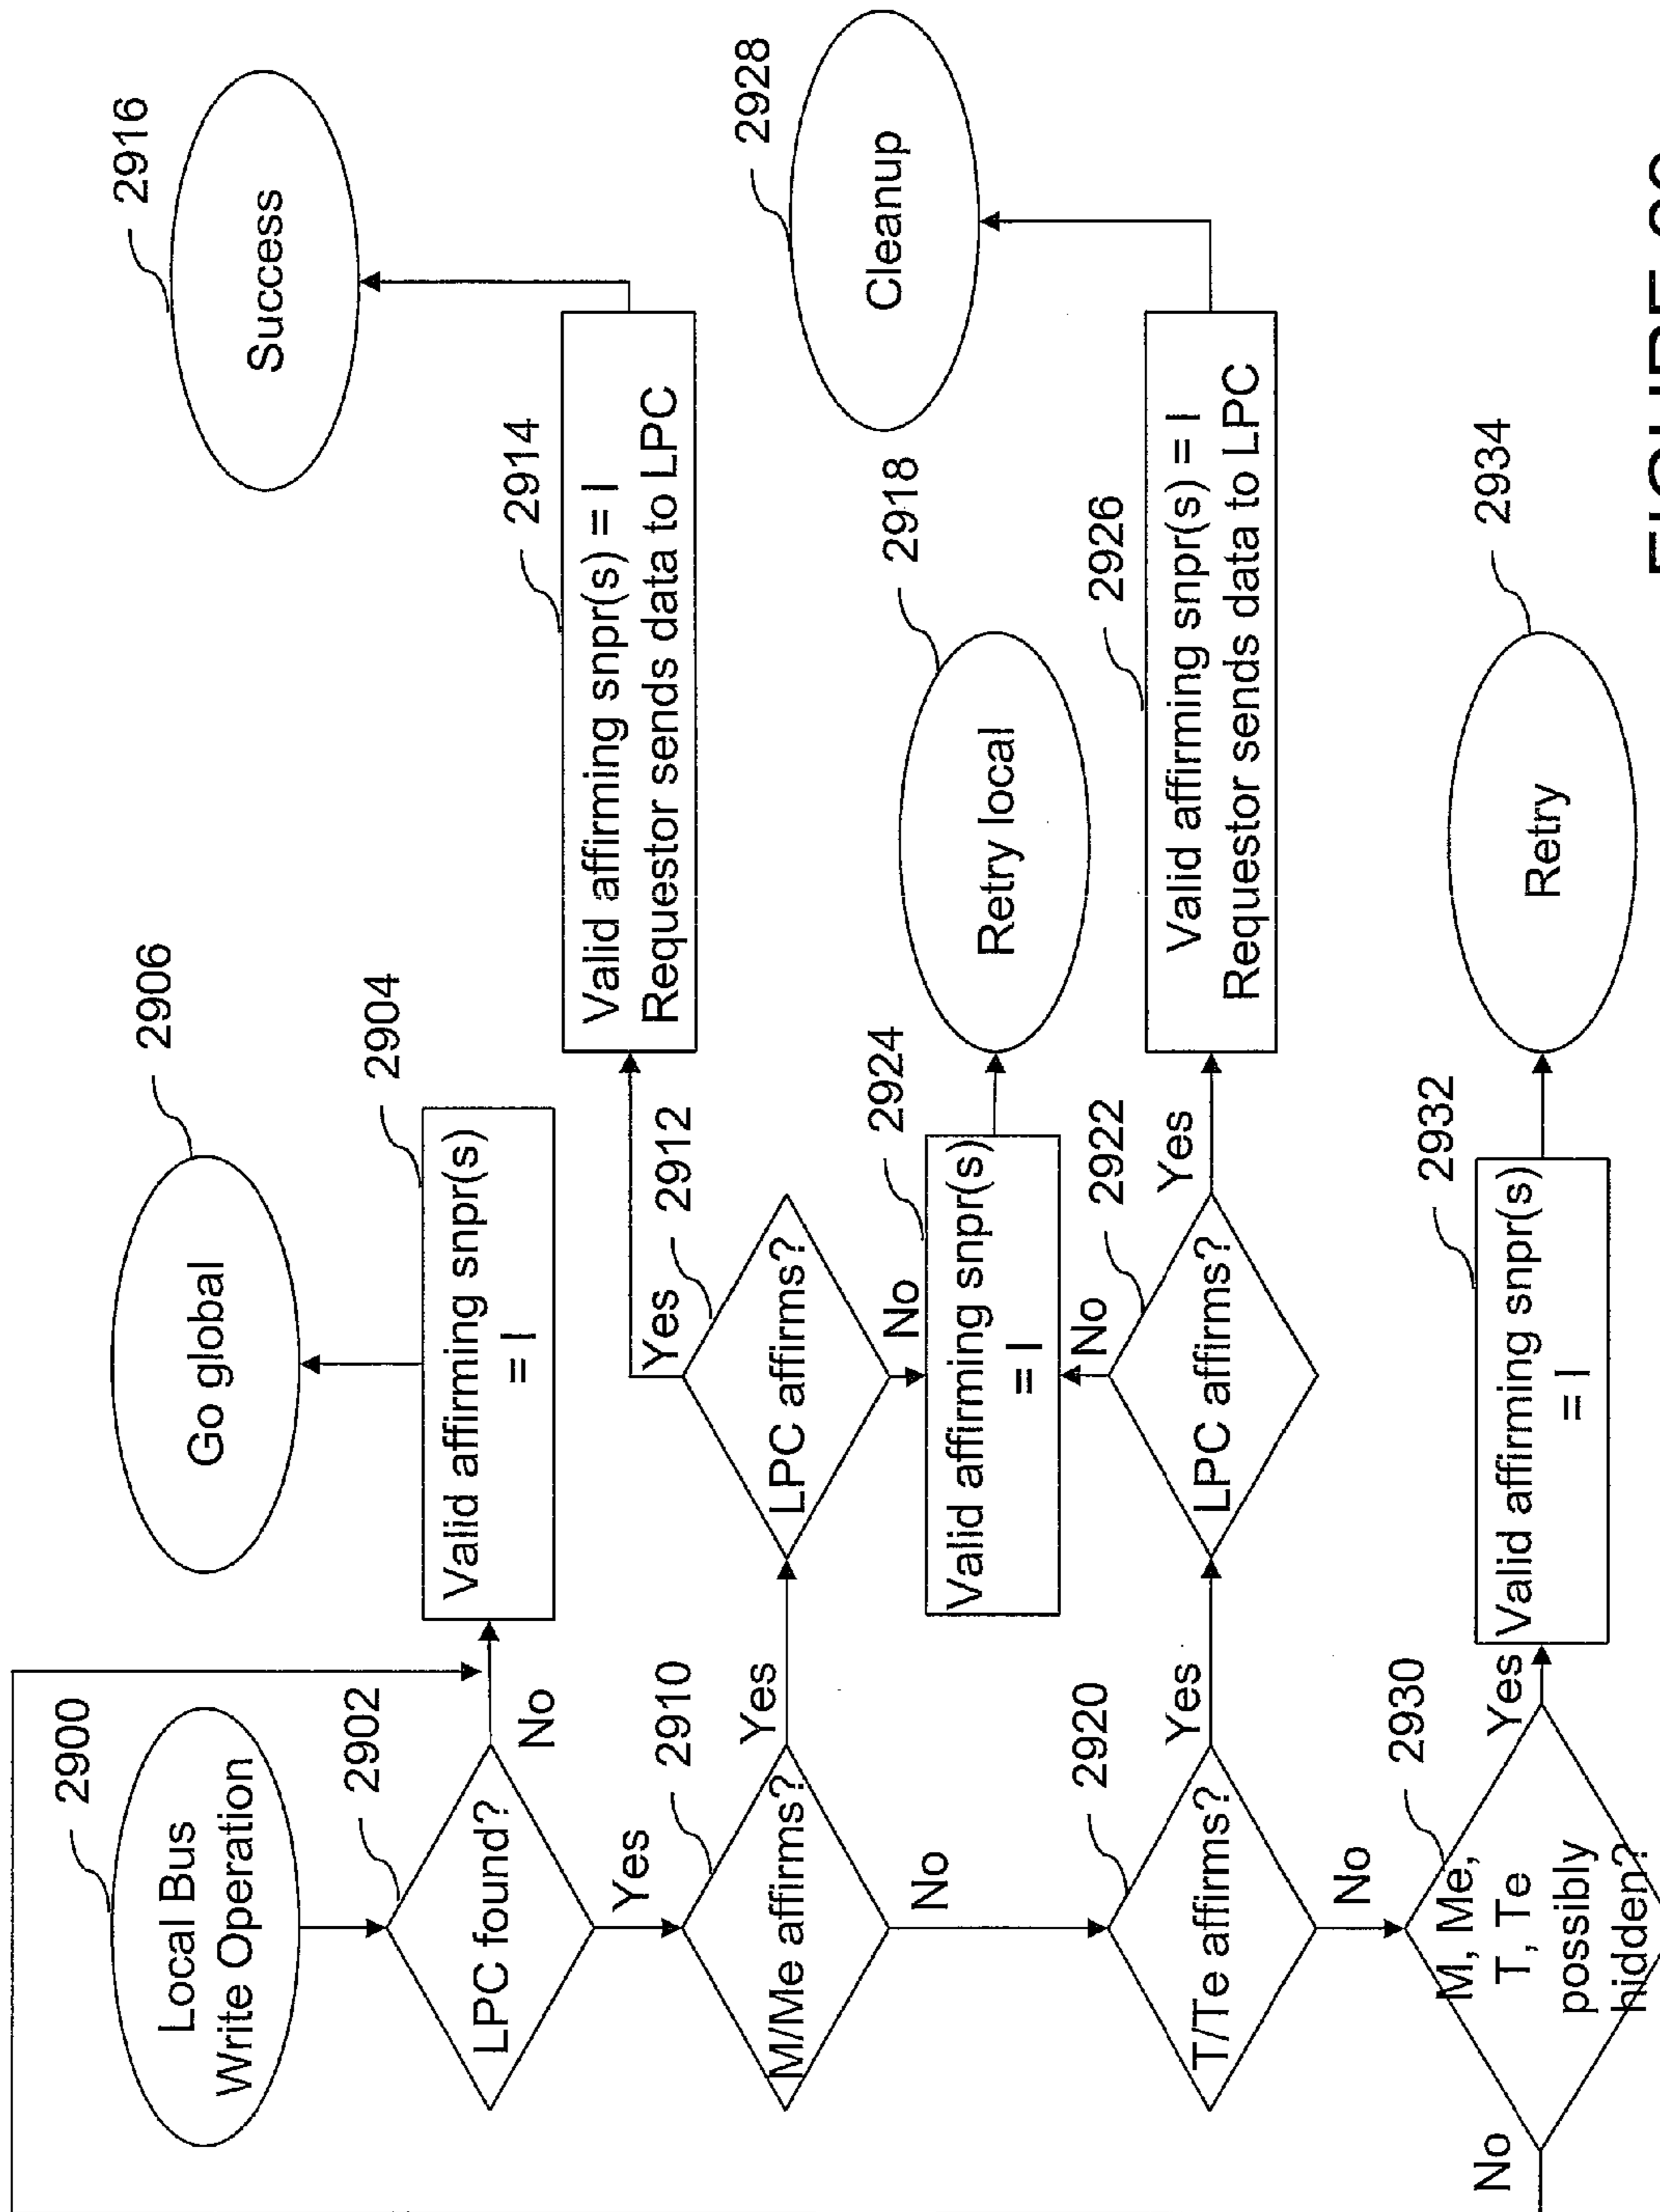 2900
Local Bus
Write Operation
2906
Go global
2916
Success
2902
LPC found?
No
Yes
2904
Valid affirming snpr(s)
= I
2910
M/Me affirms?
Yes
No
2912
LPC affirms?
Yes
No
2914
Valid affirming snpr(s) = I
Requestor sends data to LPC
2924
Valid affirming snpr(s)
= I
2918
Retry local
2928
Cleanup
2920
T/Te affirms?
Yes
No
2922
LPC affirms?
No
Yes
2926
Valid affirming snpr(s) = I
Requestor sends data to LPC
2930
M, Me,
T, Te
possibly
hidden?
Yes
No
2932
Valid affirming snpr(s)
= I
2934
Retry